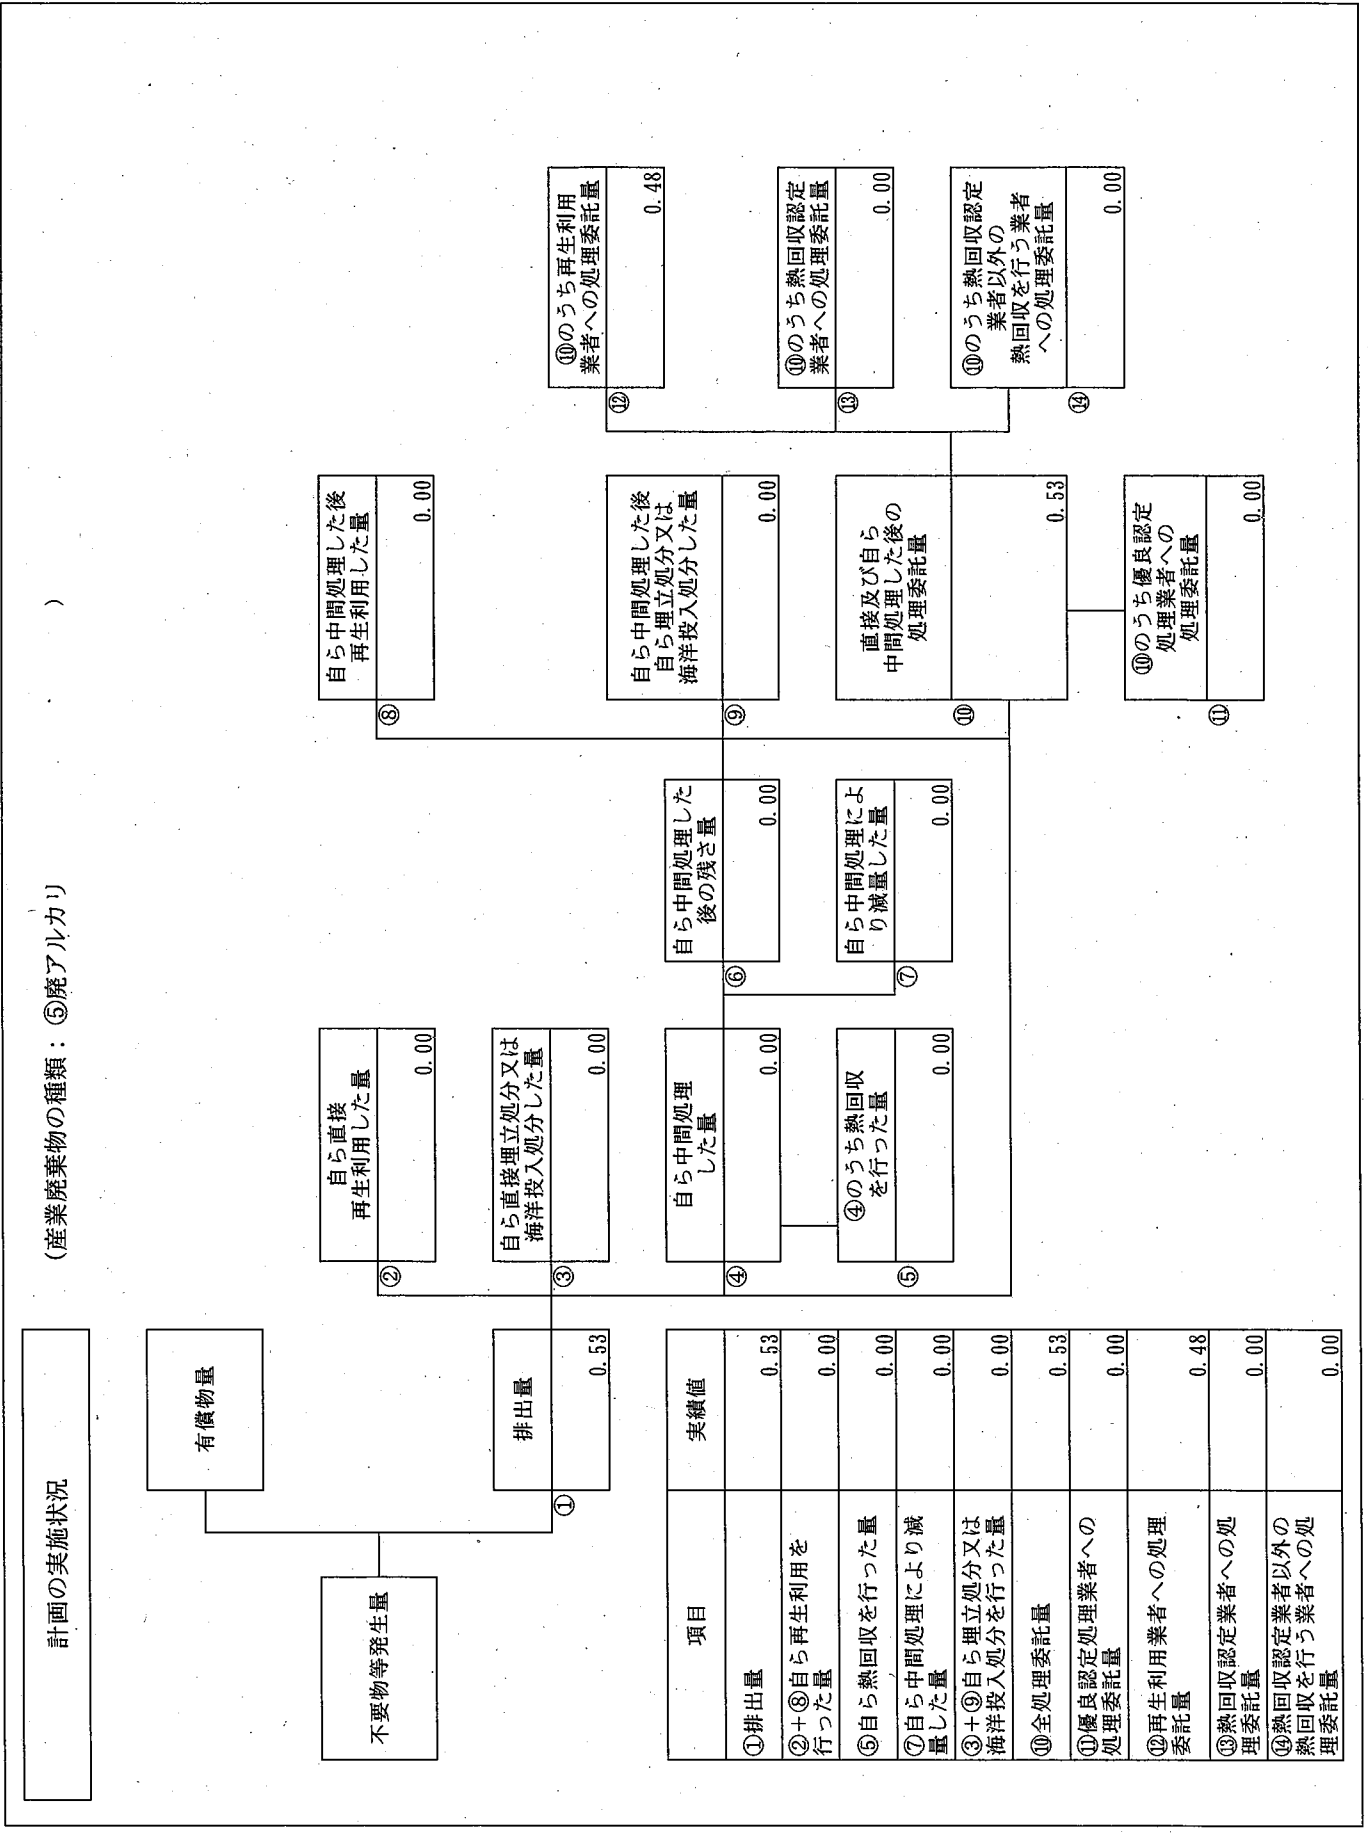 計画の実施状況
(産業廃棄物の種類：⑤廃アルカリ )
有償物量
不要物等発生量
排出量
①
0.53
自ら直接
再生利用した量
②
0.00
自ら直接埋立処分又は
海洋投入処分した量
③
0.00
自ら中間処理
した量
④
0.00
④のうち熱回収
を行った量
⑤
0.00
自ら中間処理した
後の残さ量
⑥
0.00
自ら中間処理によ
り減量した量
⑦
0.00
自ら中間処理した後
再生利用した量
⑧
0.00
自ら中間処理した後
自ら埋立処分又は
海洋投入処分した量
⑨
0.00
直接及び自ら
中間処理した後の
処理委託量
⑩
0.53
⑩のうち優良認定
処理業者への
処理委託量
⑪
0.00
⑩のうち再生利用
業者への処理委託量
⑫
0.48
⑩のうち熱回収認定
業者への処理委託量
⑬
0.00
⑩のうち熱回収認定
業者以外の
熱回収を行う業者
への処理委託量
⑭
0.00
項目 実績値
①排出量 0.53
②+⑧自ら再生利用を
行った量 0.00
⑤自ら熱回収を行った量 0.00
⑦自ら中間処理により減
量した量 0.00
③+⑨自ら埋立処分又は
海洋投入処分を行った量 0.00
⑩全処理委託量 0.53
⑪優良認定処理業者への
処理委託量 0.00
⑫再生利用業者への処理
委託量 0.48
⑬熱回収認定業者への処
理委託量 0.00
⑭熱回収認定業者以外の
熱回収を行う業者への処
理委託量 0.00